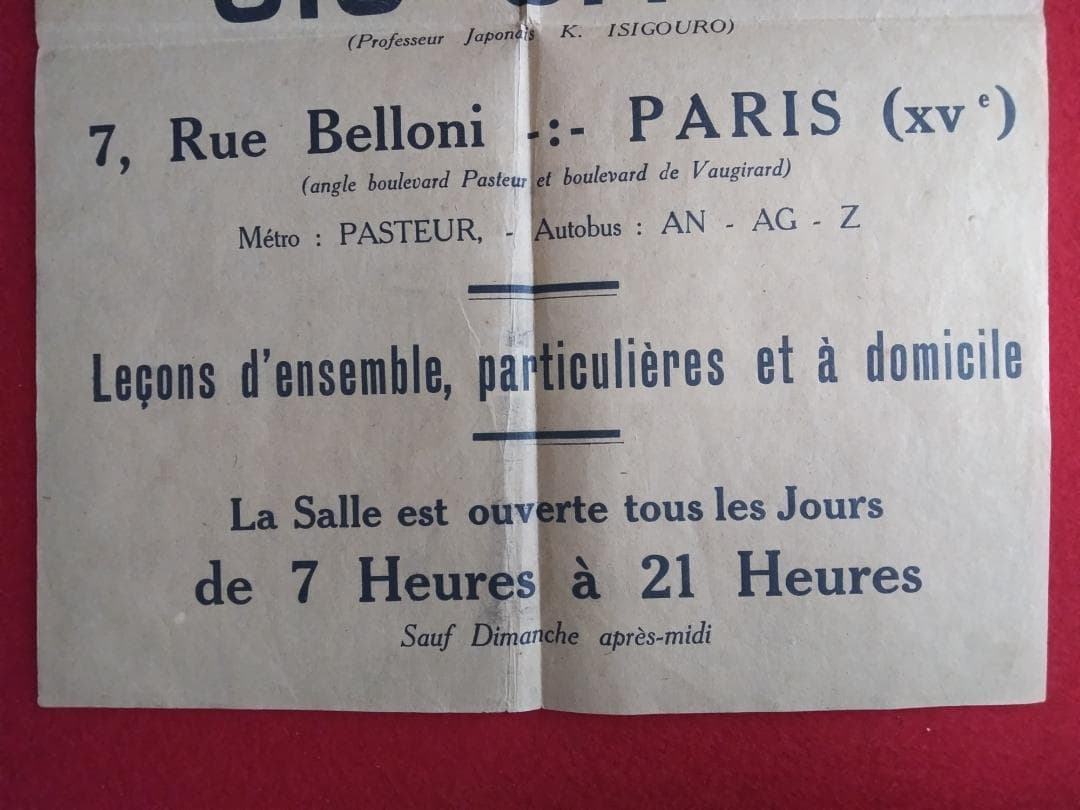 (Professeur Japonais K. ISIGOURO)
7, Rue Belloni -:- PARIS (XVe)
(angle boulevard Pasteur et boulevard de Vaugirard)
Métro : PASTEUR, - Autobus : AN - AG - Z
Leçons d'ensemble, particulières et à domicile
La Salle est ouverte tous les Jours
de 7 Heures à 21 Heures
Sauf Dimanche après-midi